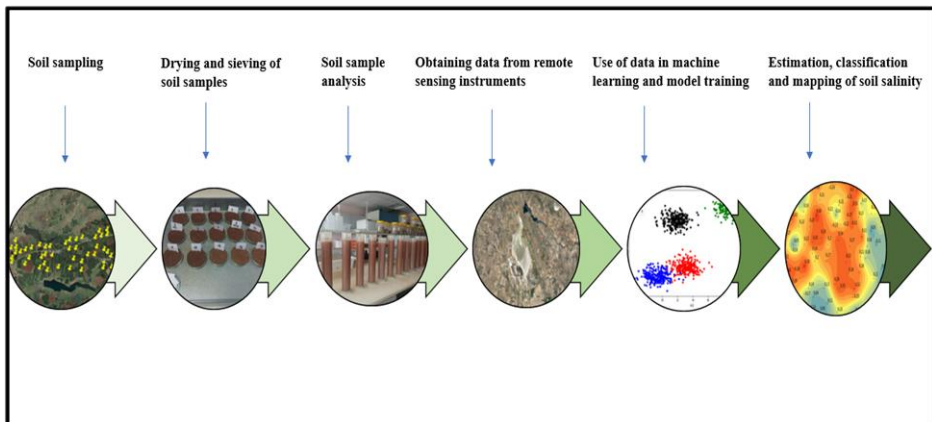 Soil sampling
Drying and sieving of
soil samples
Soil sample
analysis
Obtaining data from remote
sensing instruments
Use of data in machine
learning and model training
Estimation, classification
and mapping of soil salinity